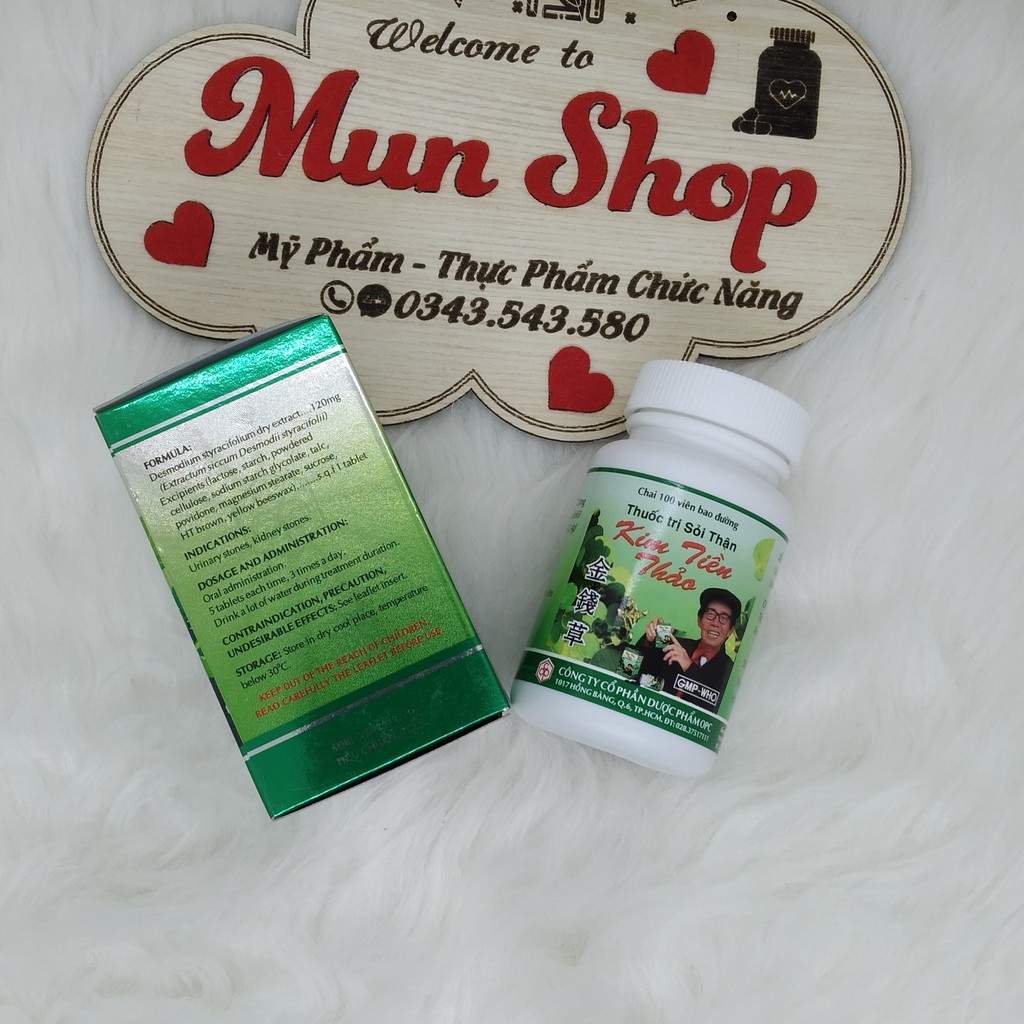 Welcome to
Mun Shop
Mỹ Phẩm - Thực Phẩm Chức Năng
0343.543.580
FORMULA:
Desmodium styracifolium dry extract....120mg
(Extractum siccum Desmodii styracifolii)
Excipients (lactose, starch, powdered
cellulose, sodium starch glycolate, talc,
povidone, magnesium stearate, sucrose,
HT brown, yellow beeswax).........s.q.f 1 tablet
INDICATIONS:
Urinary stones, kidney stones.
DOSAGE AND ADMINISTRATION:
Oral administration.
5 tablets each time, 3 times a day.
Drink a lot of water during treatment duration.
CONTRAINDICATION, PRECAUTION,
UNDESIRABLE EFFECTS: See leaflet insert.
STORAGE: Store in dry cool place, temperature
below 30°C.
KEEP OUT OF THE REACH OF CHILDREN.
READ CAREFULLY THE LEAFLET BEFORE USE
Chai 100 viên bao đường
Thuốc trị Sỏi Thận
Kim Tiền
Thảo
金錢草
GMP-WHO
CÔNG TY CỔ PHẦN DƯỢC PHẨM OPC
1017 HỒNG BÀNG, Q.6, TP.HCM, ĐT: 028.37517111